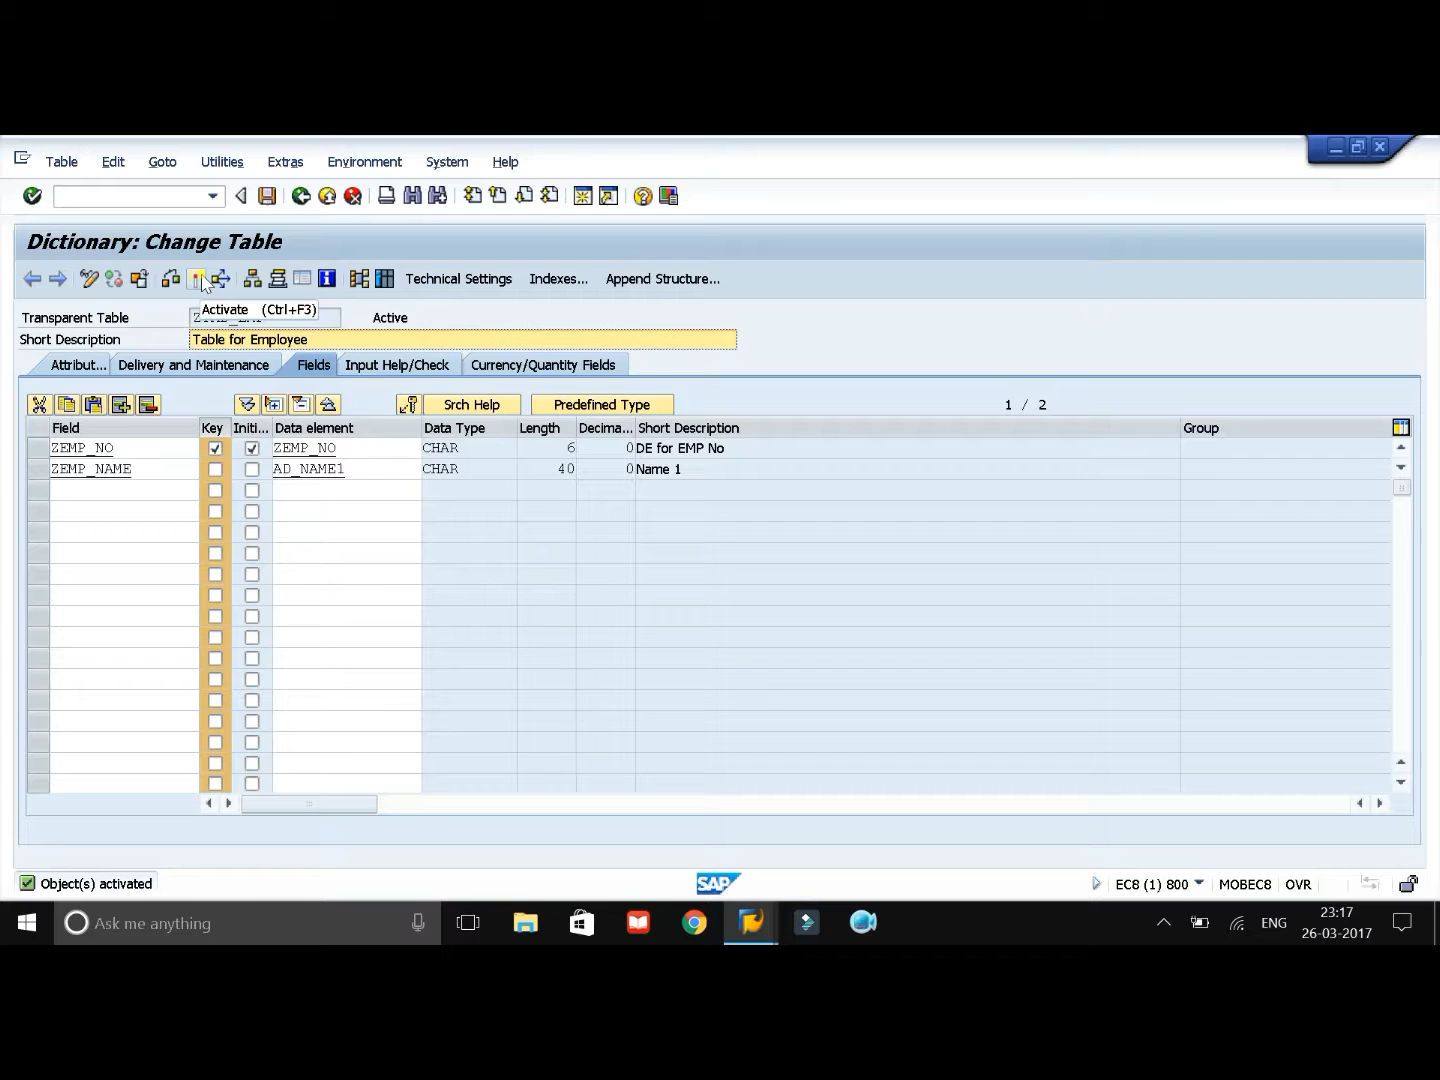 Table Edit Goto Utilities Extras Environment System Help
Dictionary: Change Table
Technical Settings Indexes... Append Structure...
Activate (Ctrl+F3)
Transparent Table Active
Short Description Table for Employee
Attribut... Delivery and Maintenance Fields Input Help/Check Currency/Quantity Fields
Srch Help Predefined Type 1 / 2
Field Key Initi... Data element Data Type Length Decima... Short Description Group
ZEMP_NO ZEMP_NO CHAR 6 0 DE for EMP No
ZEMP_NAME AD_NAME1 CHAR 40 0 Name 1
Object(s) activated SAP EC8 (1) 800 MOBEC8 OVR
Ask me anything ENG 23:17
26-03-2017